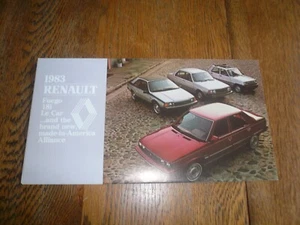 1983
RENAULT
Fuego
18i
Le Car
...and the
brand new
made in America
Alliance